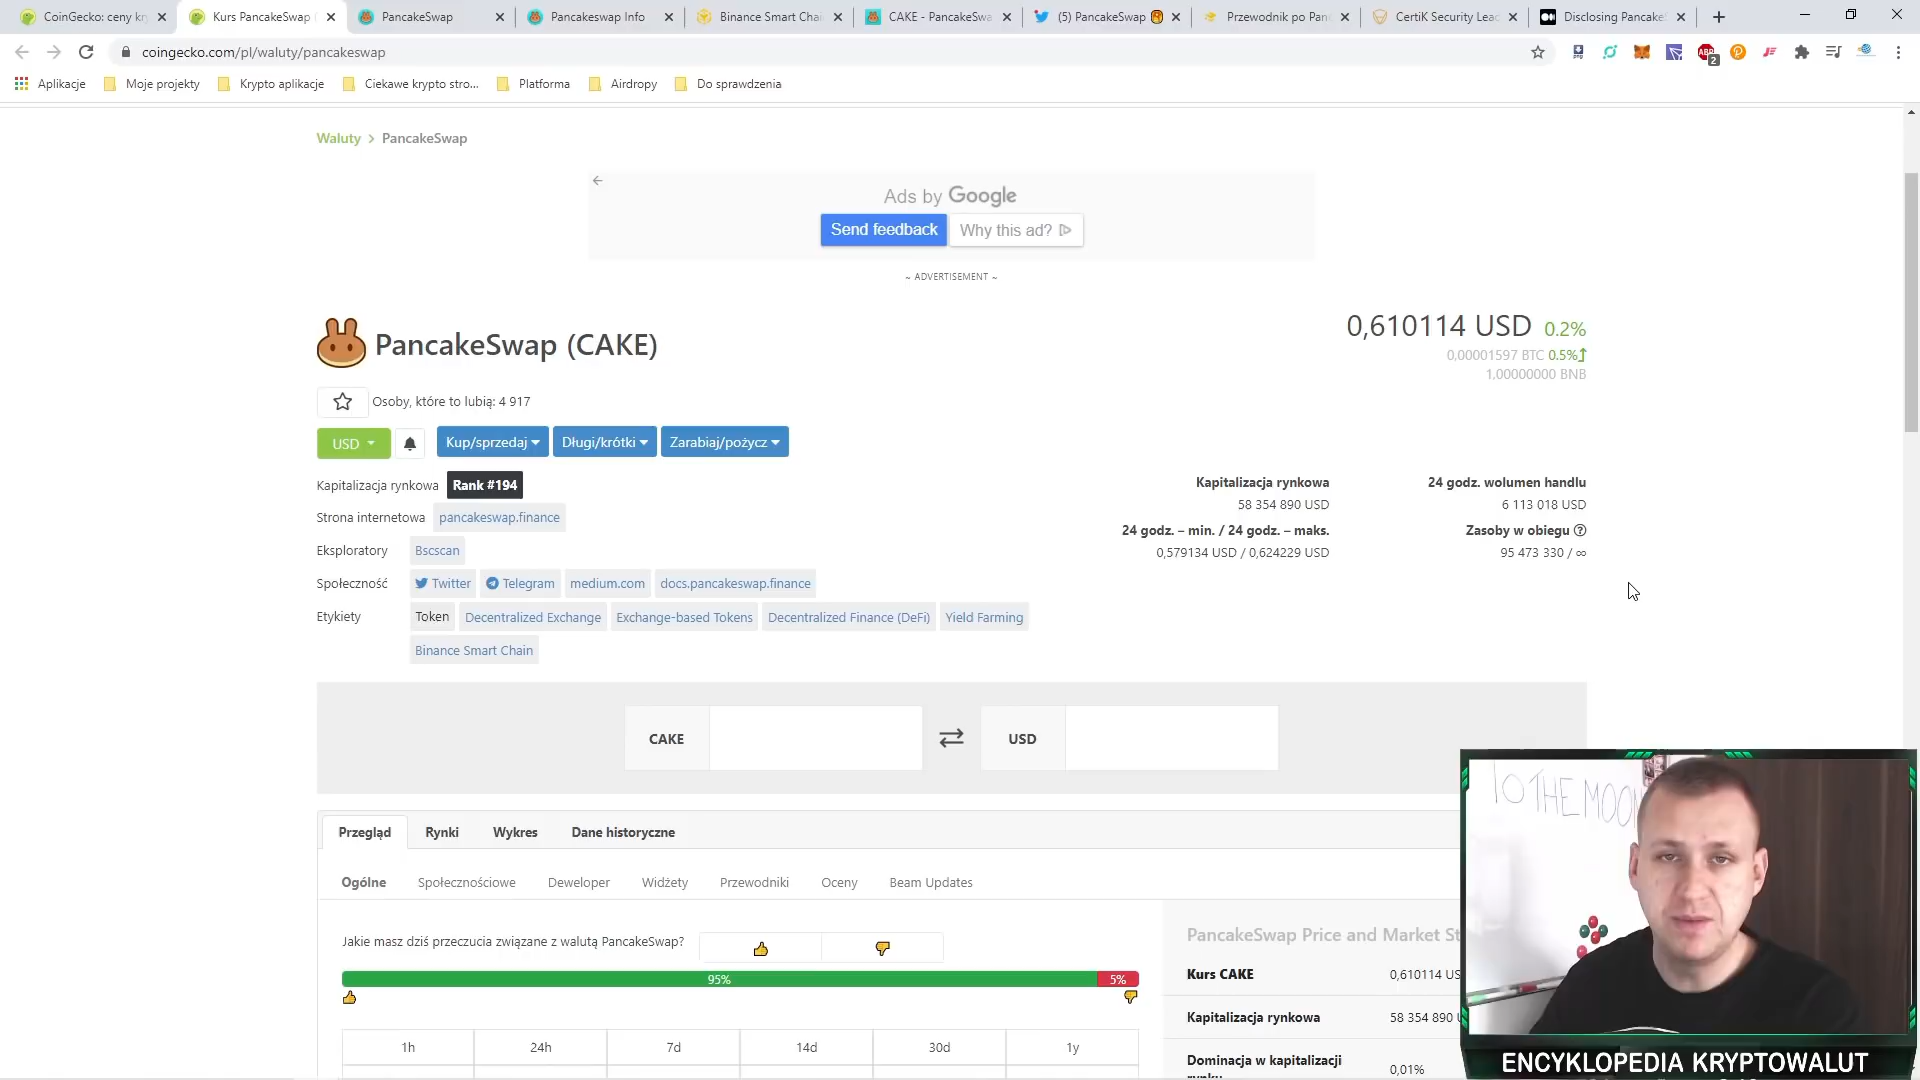 CoinGecko: ceny kr
Kurs PancakeSwap
PancakeSwap
Pancakeswap Info
Binance Smart Chai
CAKE - PancakeSwa
(5) PancakeSwap
Przewodnik po Pan
CertiK Security Lead
Disclosing Pancake
coingecko.com/pl/waluty/pancakeswap
ABP
2
Aplikacje
Moje projekty
Krypto aplikacje
Ciekawe krypto stro...
Platforma
Airdropy
Do sprawdzenia
Waluty > PancakeSwap
Ads by Google
Send feedback
Why this ad?
~ ADVERTISEMENT ~
PancakeSwap (CAKE)
0,610114 USD 0.2%
0,00001597 BTC 0.5%
1,00000000 BNB
Osoby, które to lubią: 4 917
USD
Kup/sprzedaj
Długi/krótki
Zarabiaj/pożycz
Kapitalizacja rynkowa Rank #194
Strona internetowa pancakeswap.finance
Eksploratory Bscscan
Społeczność Twitter Telegram medium.com docs.pancakeswap.finance
Etykiety Token Decentralized Exchange Exchange-based Tokens Decentralized Finance (DeFi) Yield Farming
Binance Smart Chain
Kapitalizacja rynkowa
58 354 890 USD
24 godz. wolumen handlu
6 113 018 USD
24 godz. – min. / 24 godz. – maks.
0,579134 USD / 0,624229 USD
Zasoby w obiegu
95 473 330 / ∞
CAKE
USD
Przegląd Rynki Wykres Dane historyczne
Ogólne Społecznościowe Deweloper Widżety Przewodniki Oceny Beam Updates
Jakie masz dziś przeczucia związane z walutą PancakeSwap?
95% 5%
1h 24h 7d 14d 30d 1y
PancakeSwap Price and Market St
Kurs CAKE 0,610114 US
Kapitalizacja rynkowa 58 354 890 U
Dominacja w kapitalizacji
0,01%
TO THE MOON
ENCYKLOPEDIA KRYPTOWALUT